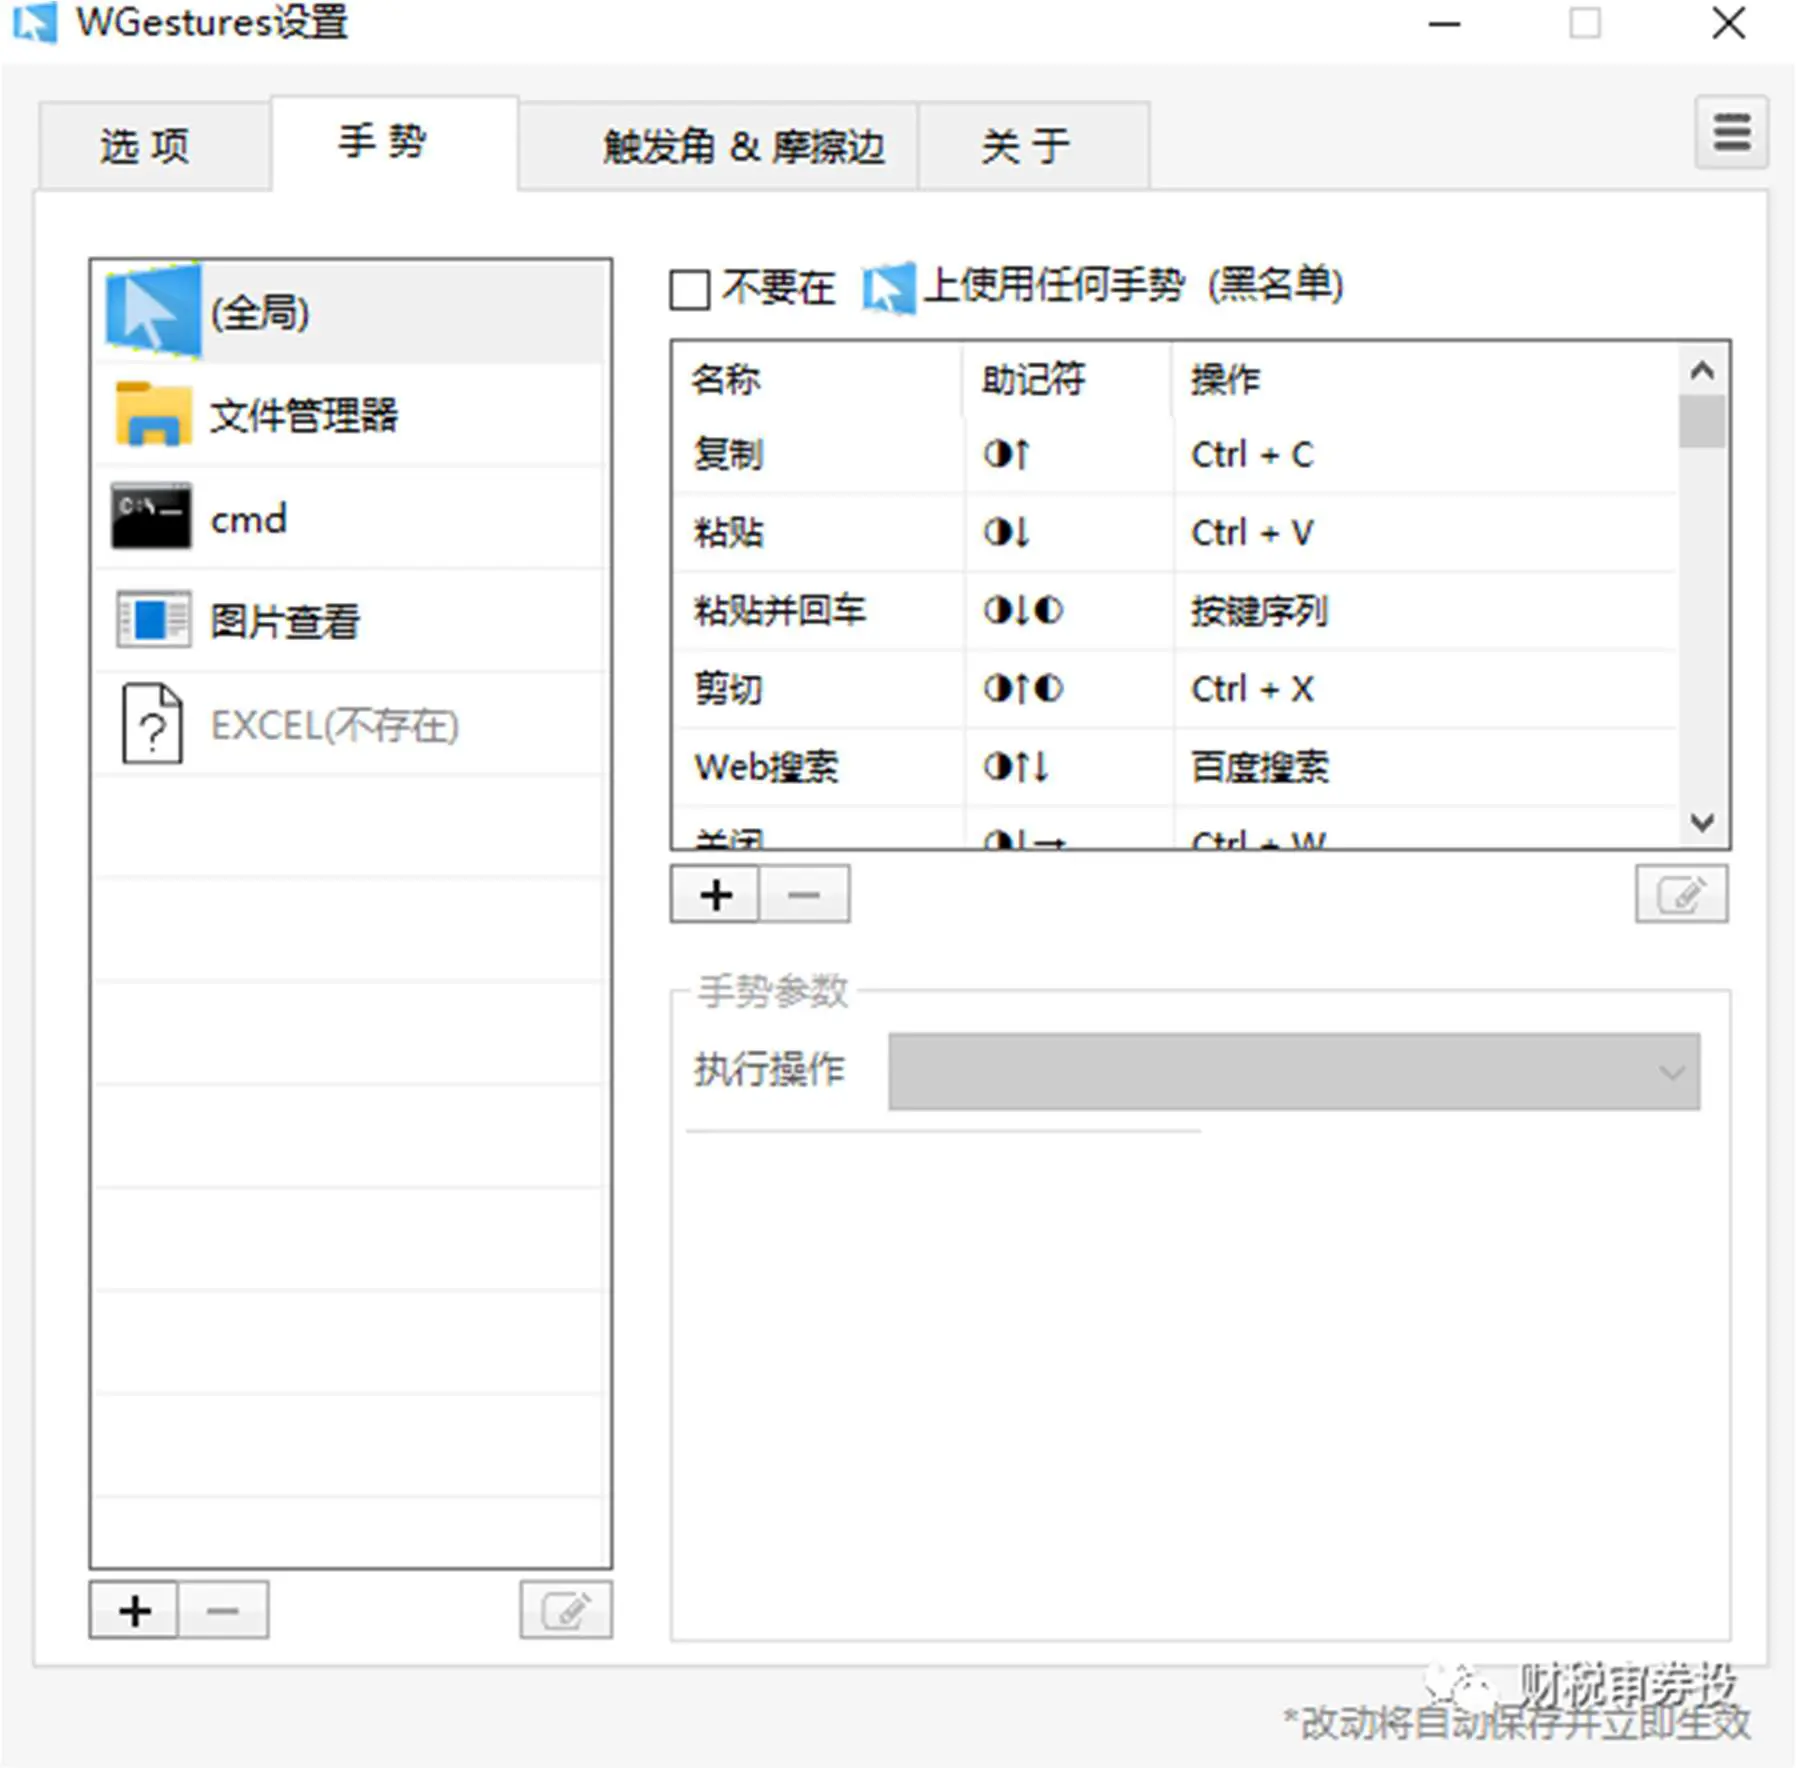 WGestures设置
选 项 手 势 触发角 & 摩擦边 关 于
(全局)
文件管理器
cmd
图片查看
EXCEL(不存在)
不要在 上使用任何手势 (黑名单)
名称 助记符 操作
复制 ◑↑ Ctrl + C
粘贴 ◑↓ Ctrl + V
粘贴并回车 ◑↓◐ 按键序列
剪切 ◑↑◐ Ctrl + X
Web搜索 ◑↑↓ 百度搜索
关闭 ◑↓→ Ctrl + W
手势参数
执行操作
财税审券投
*改动将自动保存并立即生效